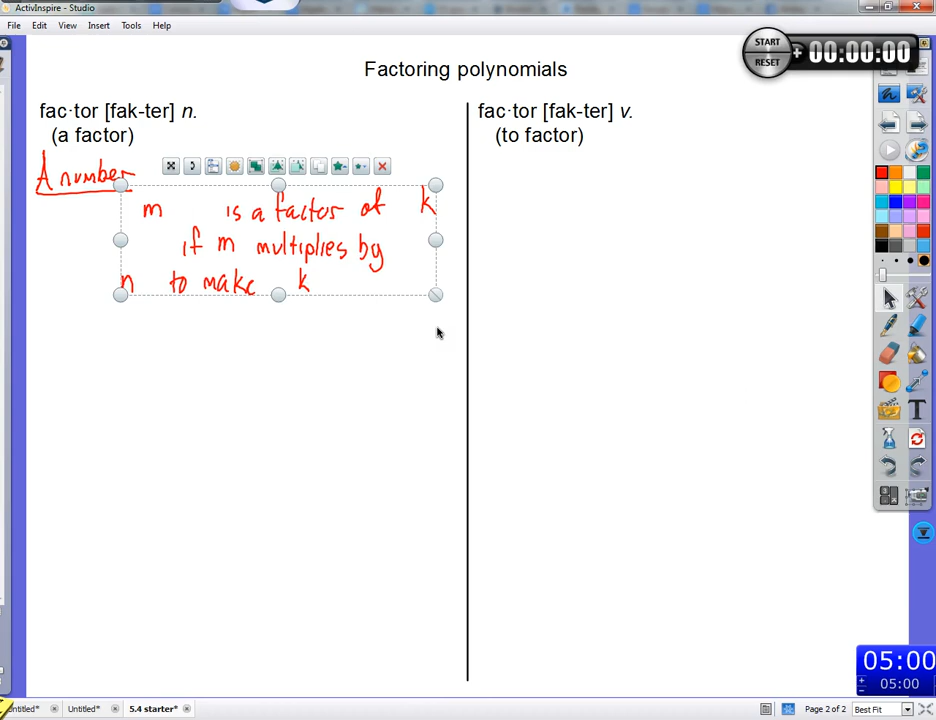 ActivInspire - Studio
File Edit View Insert Tools Help
START
RESET
+ 00:00:00
Factoring polynomials
fac·tor [fak-ter] n.
(a factor)
A number
m is a factor of k
if m multiplies by
n to make k
fac·tor [fak-ter] v.
(to factor)
05:00
05:00
Untitled* Untitled* 5.4 starter*
Page 2 of 2 Best Fit